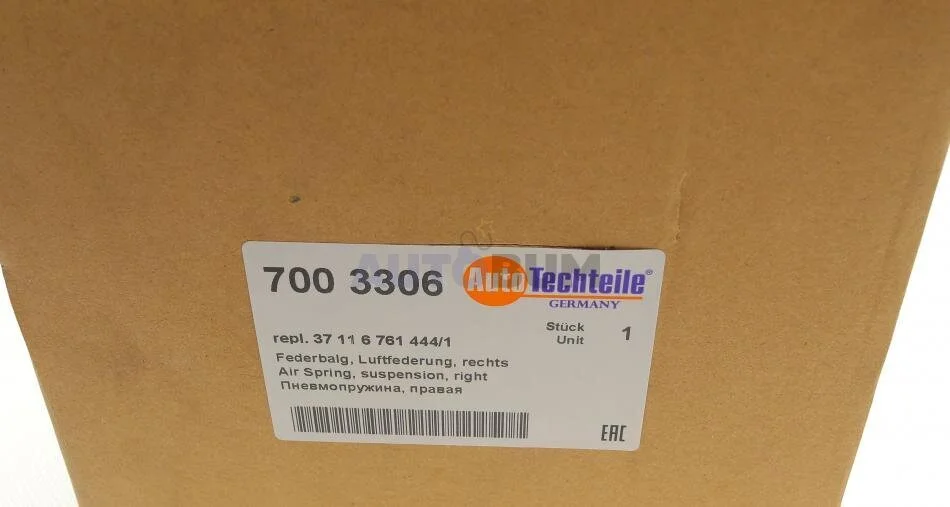 700 3306
AutoTechteile®
GERMANY
AUTODUM
repl. 37 11 6 761 444/1
Stück
Unit
1
Federbalg, Luftfederung, rechts
Air Spring, suspension, right
Пневмопружина, правая
EAC